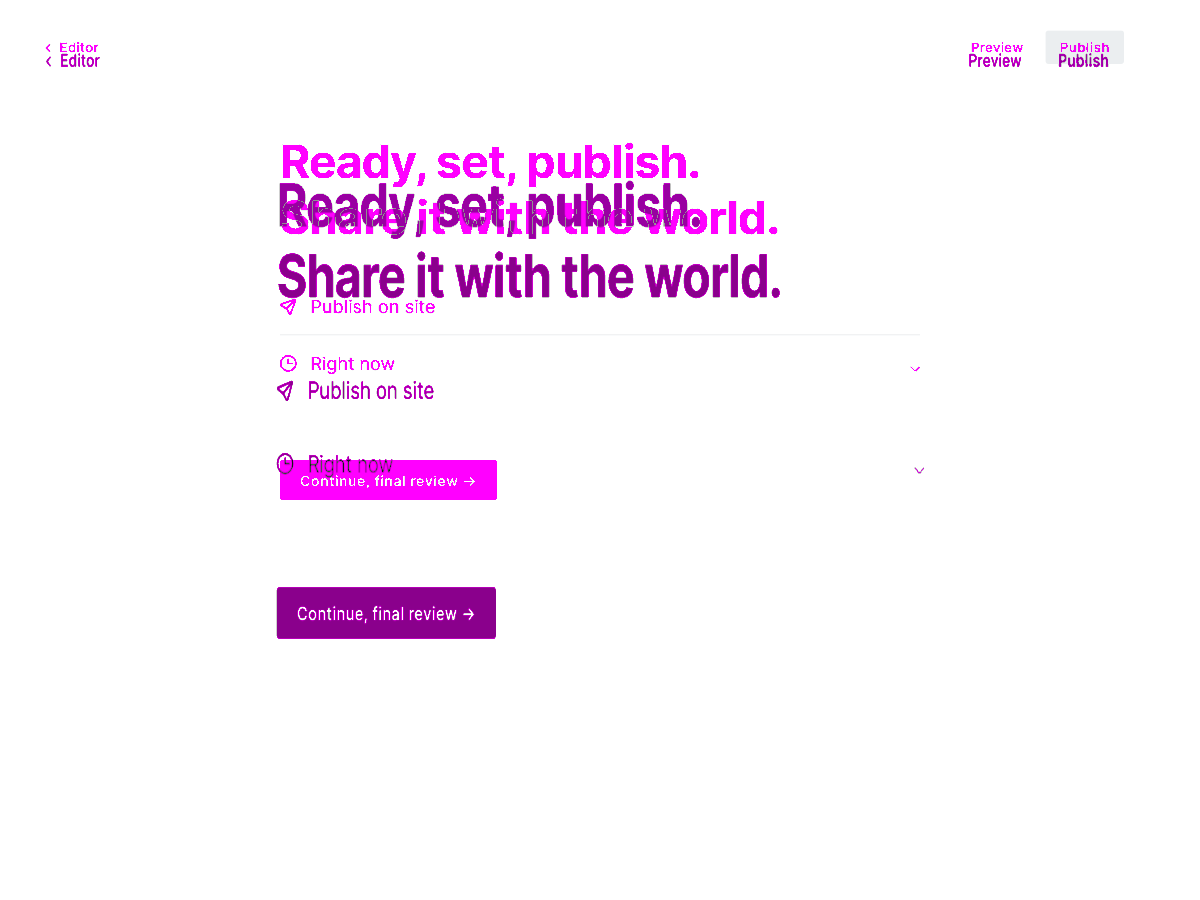 Editor
Editor
Preview
Publish
Preview
Publish
Ready, set, publish.
Ready, set, publish.
Share it with the world.
Share it with the world.
Publish on site
Right now
Publish on site
Right now
Continue, final review →
Continue, final review →